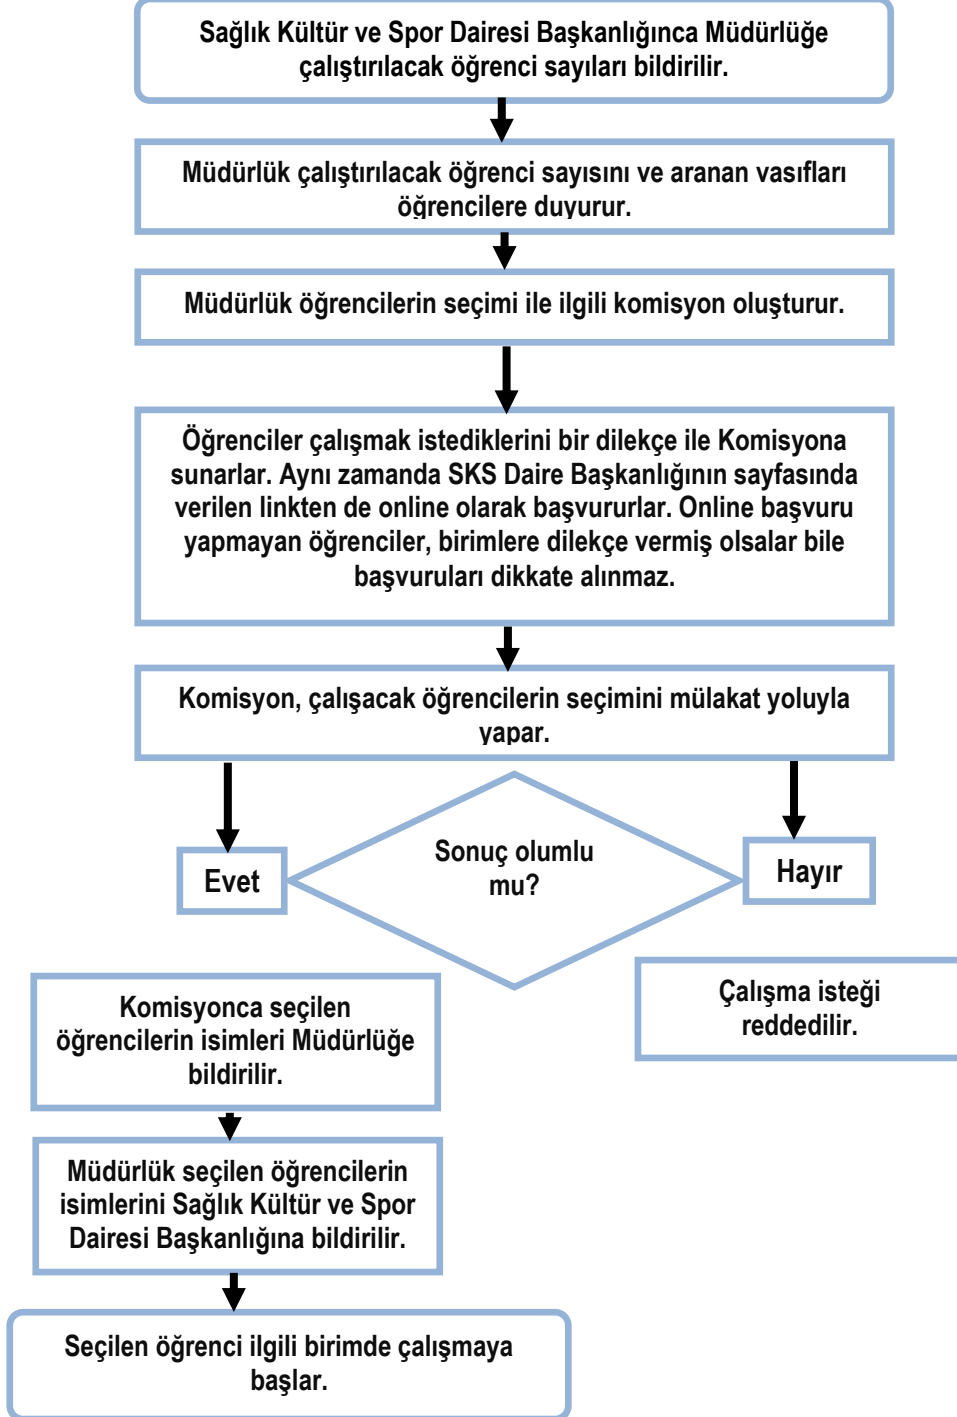 Sağlık Kültür ve Spor Dairesi Başkanlığınca Müdürlüğe
çalıştırılacak öğrenci sayıları bildirilir.
Müdürlük çalıştırılacak öğrenci sayısını ve aranan vasıfları
öğrencilere duyurur.
Müdürlük öğrencilerin seçimi ile ilgili komisyon oluşturur.
Öğrenciler çalışmak istediklerini bir dilekçe ile Komisyona
sunarlar. Aynı zamanda SKS Daire Başkanlığının sayfasında
verilen linkten de online olarak başvururlar. Online başvuru
yapmayan öğrenciler, birimlere dilekçe vermiş olsalar bile
başvuruları dikkate alınmaz.
Komisyon, çalışacak öğrencilerin seçimini mülakat yoluyla
yapar.
Sonuç olumlu
mu?
Evet
Hayır
Komisyonca seçilen
öğrencilerin isimleri Müdürlüğe
bildirilir.
Çalışma isteği
reddedilir.
Müdürlük seçilen öğrencilerin
isimlerini Sağlık Kültür ve Spor
Dairesi Başkanlığına bildirilir.
Seçilen öğrenci ilgili birimde çalışmaya
başlar.